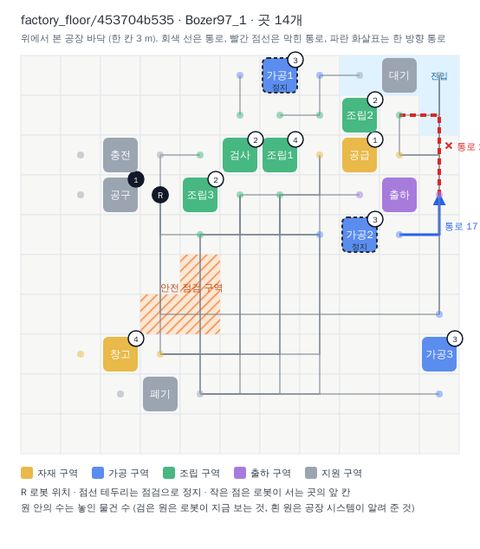 factory_floor/453704b535 · Bozer97_1 · 곳 14개
위에서 본 공장 바닥 (한 칸 3 m). 회색 선은 통로, 빨간 점선은 막힌 통로, 파란 화살표는 한 방향 통로
3
가공1
정지
대기
진입
2
조립2
✖ 통로 2
2
검사
4
조립1
1
공급
충전
1
공구
R
2
조립3
출하
3
가공2
정지
통로 17
안전 점검 구역
4
창고
3
가공3
폐기
자재 구역 가공 구역 조립 구역 출하 구역 지원 구역
R 로봇 위치 · 점선 테두리는 점검으로 정지 · 작은 점은 로봇이 서는 곳의 앞 칸
원 안의 수는 놓인 물건 수 (검은 원은 로봇이 지금 보는 것, 흰 원은 공장 시스템이 알려 준 것)